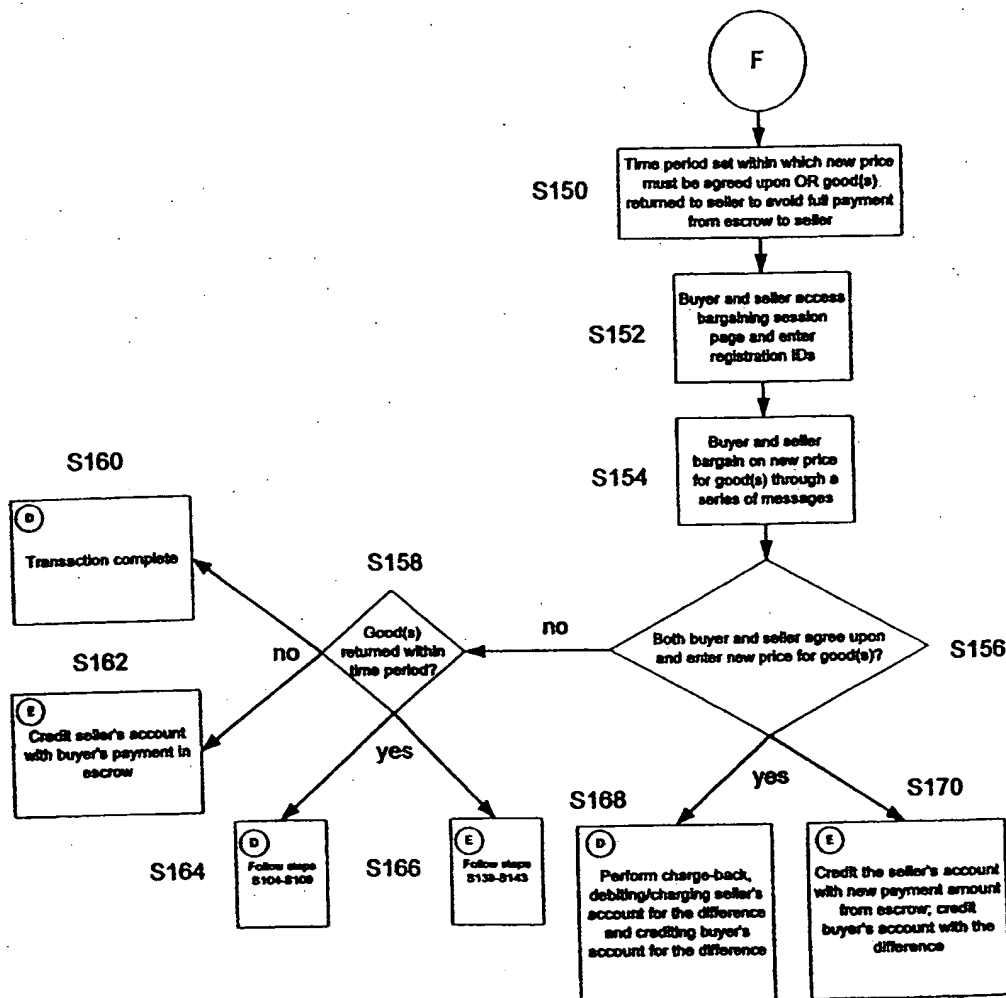 F
S150
Time period set within which new price
must be agreed upon OR good(s)
returned to seller to avoid full payment
from escrow to seller
S152
Buyer and seller access
bargaining session
page and enter
registration IDs
S154
Buyer and seller
bargain on new price
for good(s) through a
series of messages
S160
D
Transaction complete
S158
Good(s)
returned within
time period?
no
no
Both buyer and seller agree upon
and enter new price for good(s)?
S156
S162
E
Credit seller's account
with buyer's payment in
escrow
yes
yes
S164
D
Follow steps
S104-S109
S166
E
Follow steps
S139-S143
S168
D
Perform charge-back,
debiting/charging seller's
account for the difference
and crediting buyer's
account for the difference
S170
E
Credit the seller's account
with new payment amount
from escrow; credit
buyer's account with the
difference